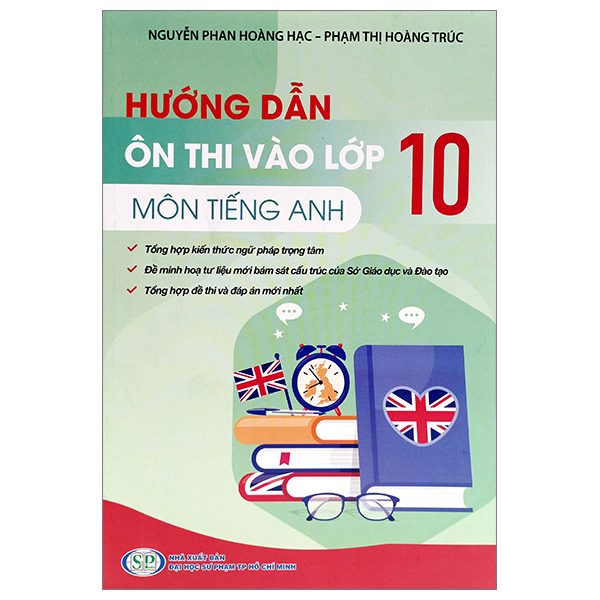 NGUYỄN PHAN HOÀNG HẠC – PHẠM THỊ HOÀNG TRÚC
HƯỚNG DẪN
ÔN THI VÀO LỚP 10
MÔN TIẾNG ANH
Tổng hợp kiến thức ngữ pháp trọng tâm
Đề minh hoạ tư liệu mới bám sát cấu trúc của Sở Giáo dục và Đào tạo
Tổng hợp đề thi và đáp án mới nhất
SP
NHÀ XUẤT BẢN
ĐẠI HỌC SƯ PHẠM TP HỒ CHÍ MINH